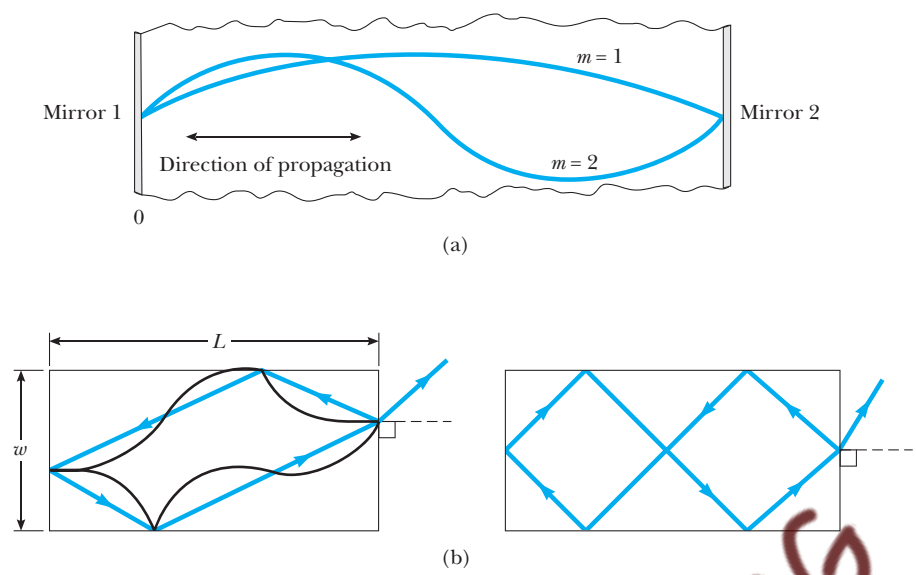 m = 1
Mirror 1
Mirror 2
Direction of propagation
m = 2
0
(a)
L
w
(b)